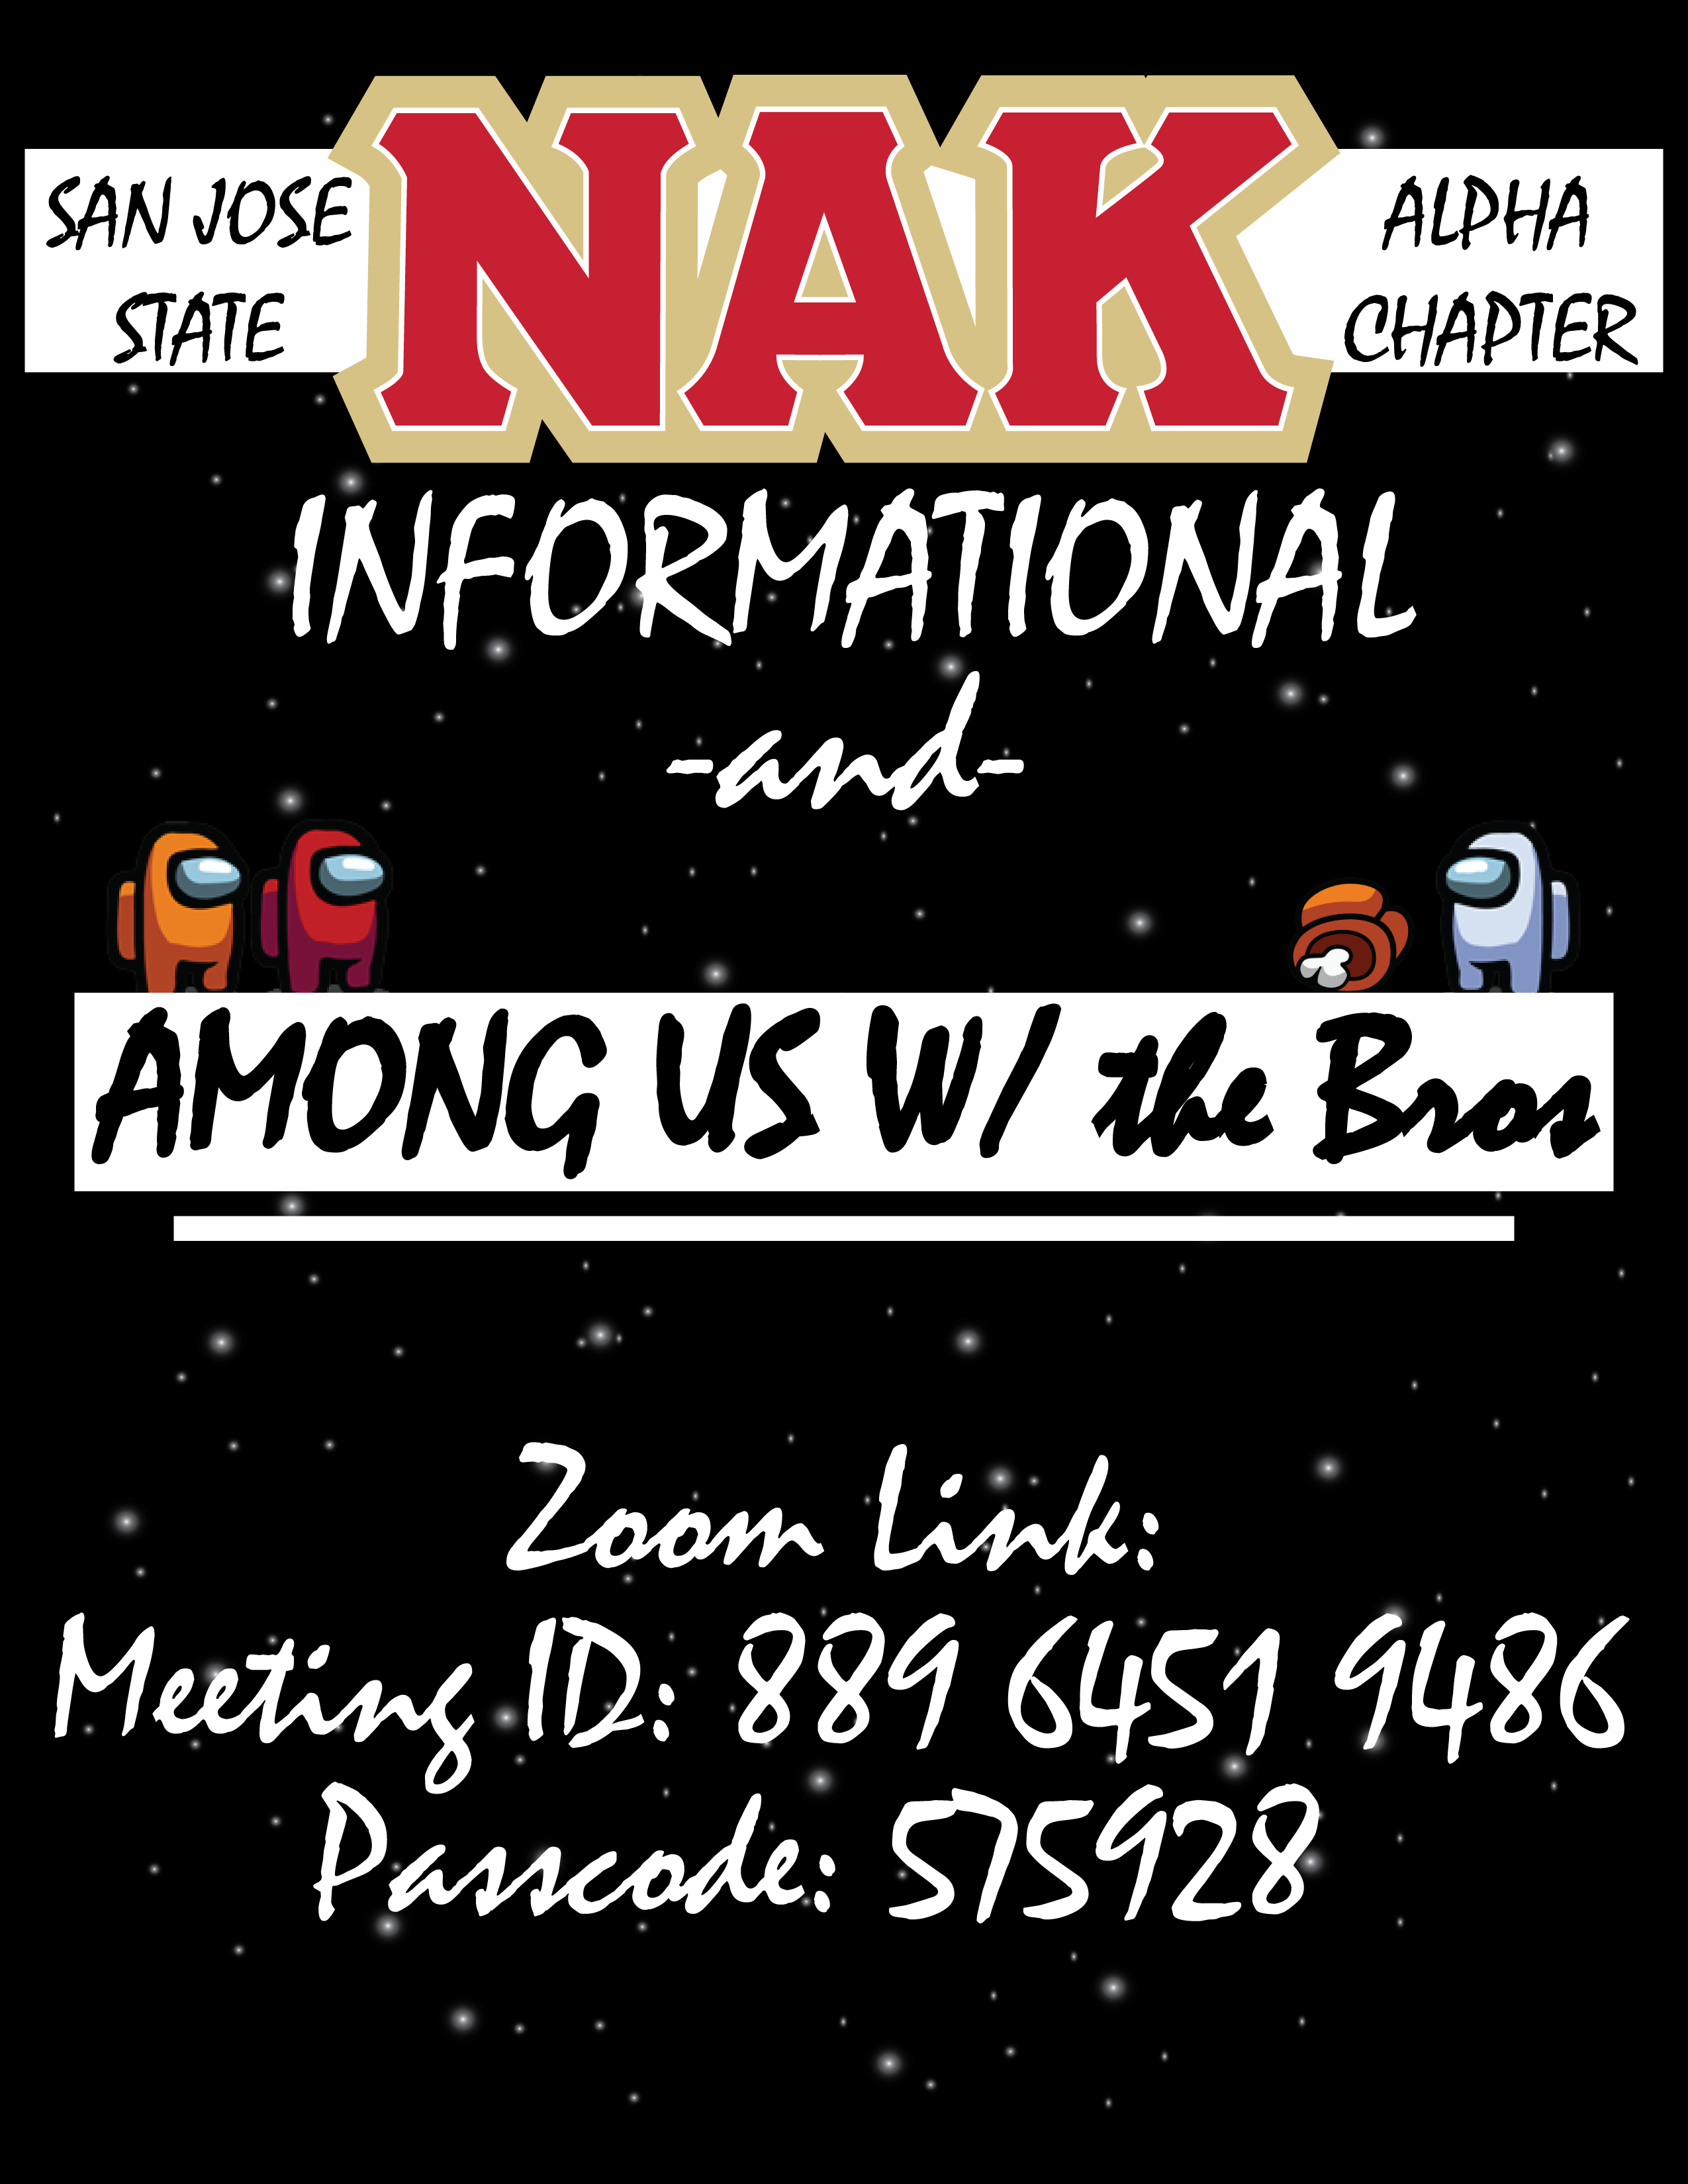 SAN JOSE
STATE
NAK
ALPHA
CHAPTER
INFORMATIONAL
-and-
AMONG US W/ the Bros
Zoom Link:
Meeting ID: 889 6451 9486
Passcode: 575928